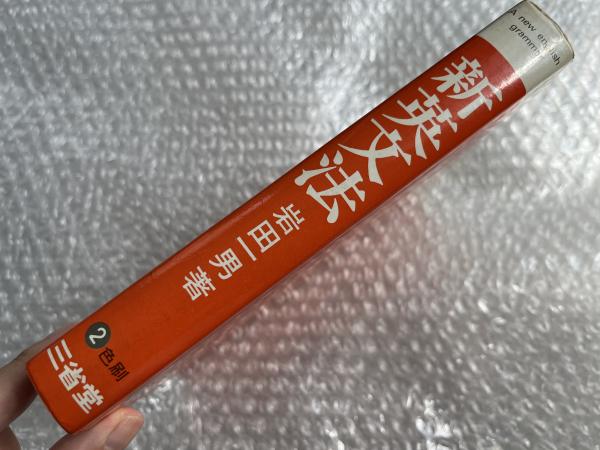 A new english
grammar
新英文法
岩田一男 著
2色刷
三省堂